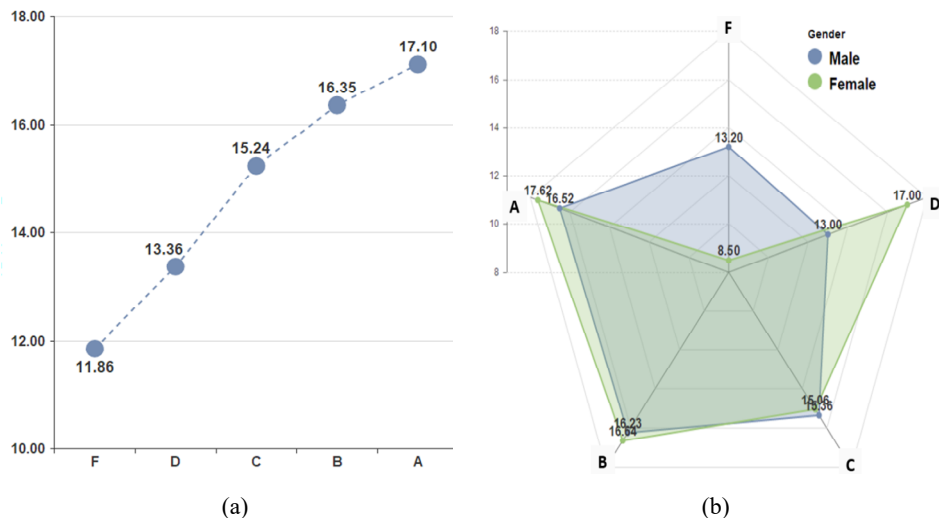 18.00
16.00
14.00
12.00
10.00
17.10
16.35
15.24
13.36
11.86
F D C B A
(a)
18
16
14
12
10
8
F
Gender
Male
Female
13.20
17.62
16.52
A
17.00
D
13.00
8.50
15.06
15.36
16.23
16.64
B
C
(b)